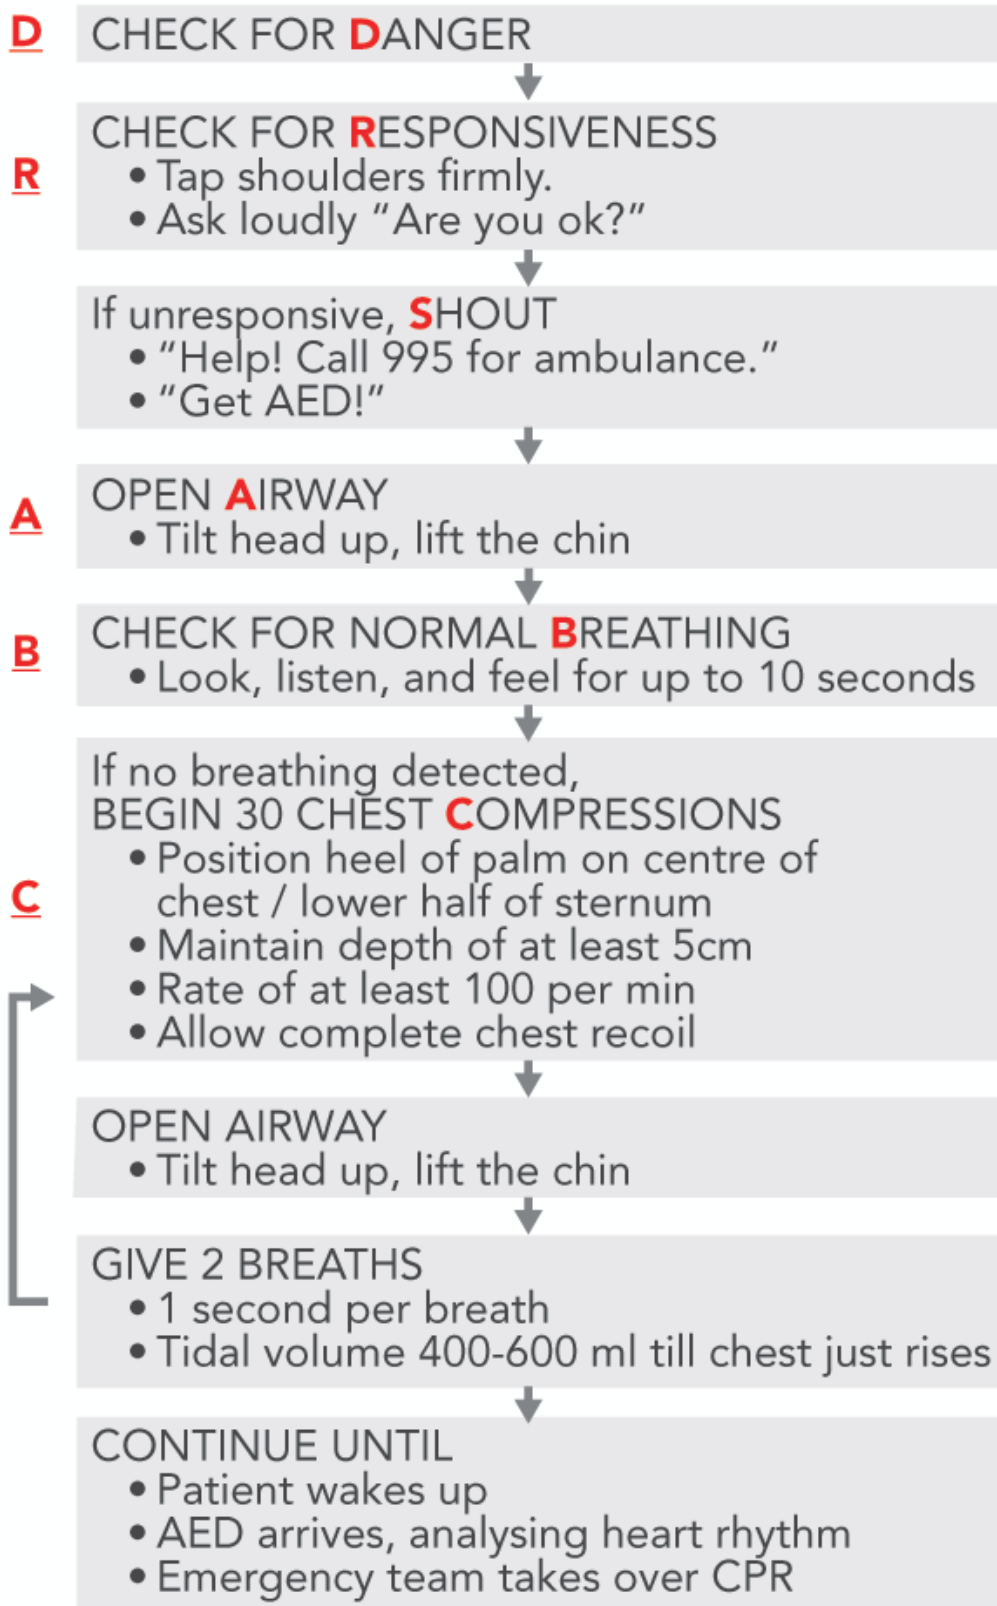 D
CHECK FOR DANGER
R
CHECK FOR RESPONSIVENESS
• Tap shoulders firmly.
• Ask loudly “Are you ok?”
If unresponsive, SHOUT
• “Help! Call 995 for ambulance.”
• “Get AED!”
A
OPEN AIRWAY
• Tilt head up, lift the chin
B
CHECK FOR NORMAL BREATHING
• Look, listen, and feel for up to 10 seconds
C
If no breathing detected,
BEGIN 30 CHEST COMPRESSIONS
• Position heel of palm on centre of
chest / lower half of sternum
• Maintain depth of at least 5cm
• Rate of at least 100 per min
• Allow complete chest recoil
OPEN AIRWAY
• Tilt head up, lift the chin
GIVE 2 BREATHS
• 1 second per breath
• Tidal volume 400-600 ml till chest just rises
CONTINUE UNTIL
• Patient wakes up
• AED arrives, analysing heart rhythm
• Emergency team takes over CPR